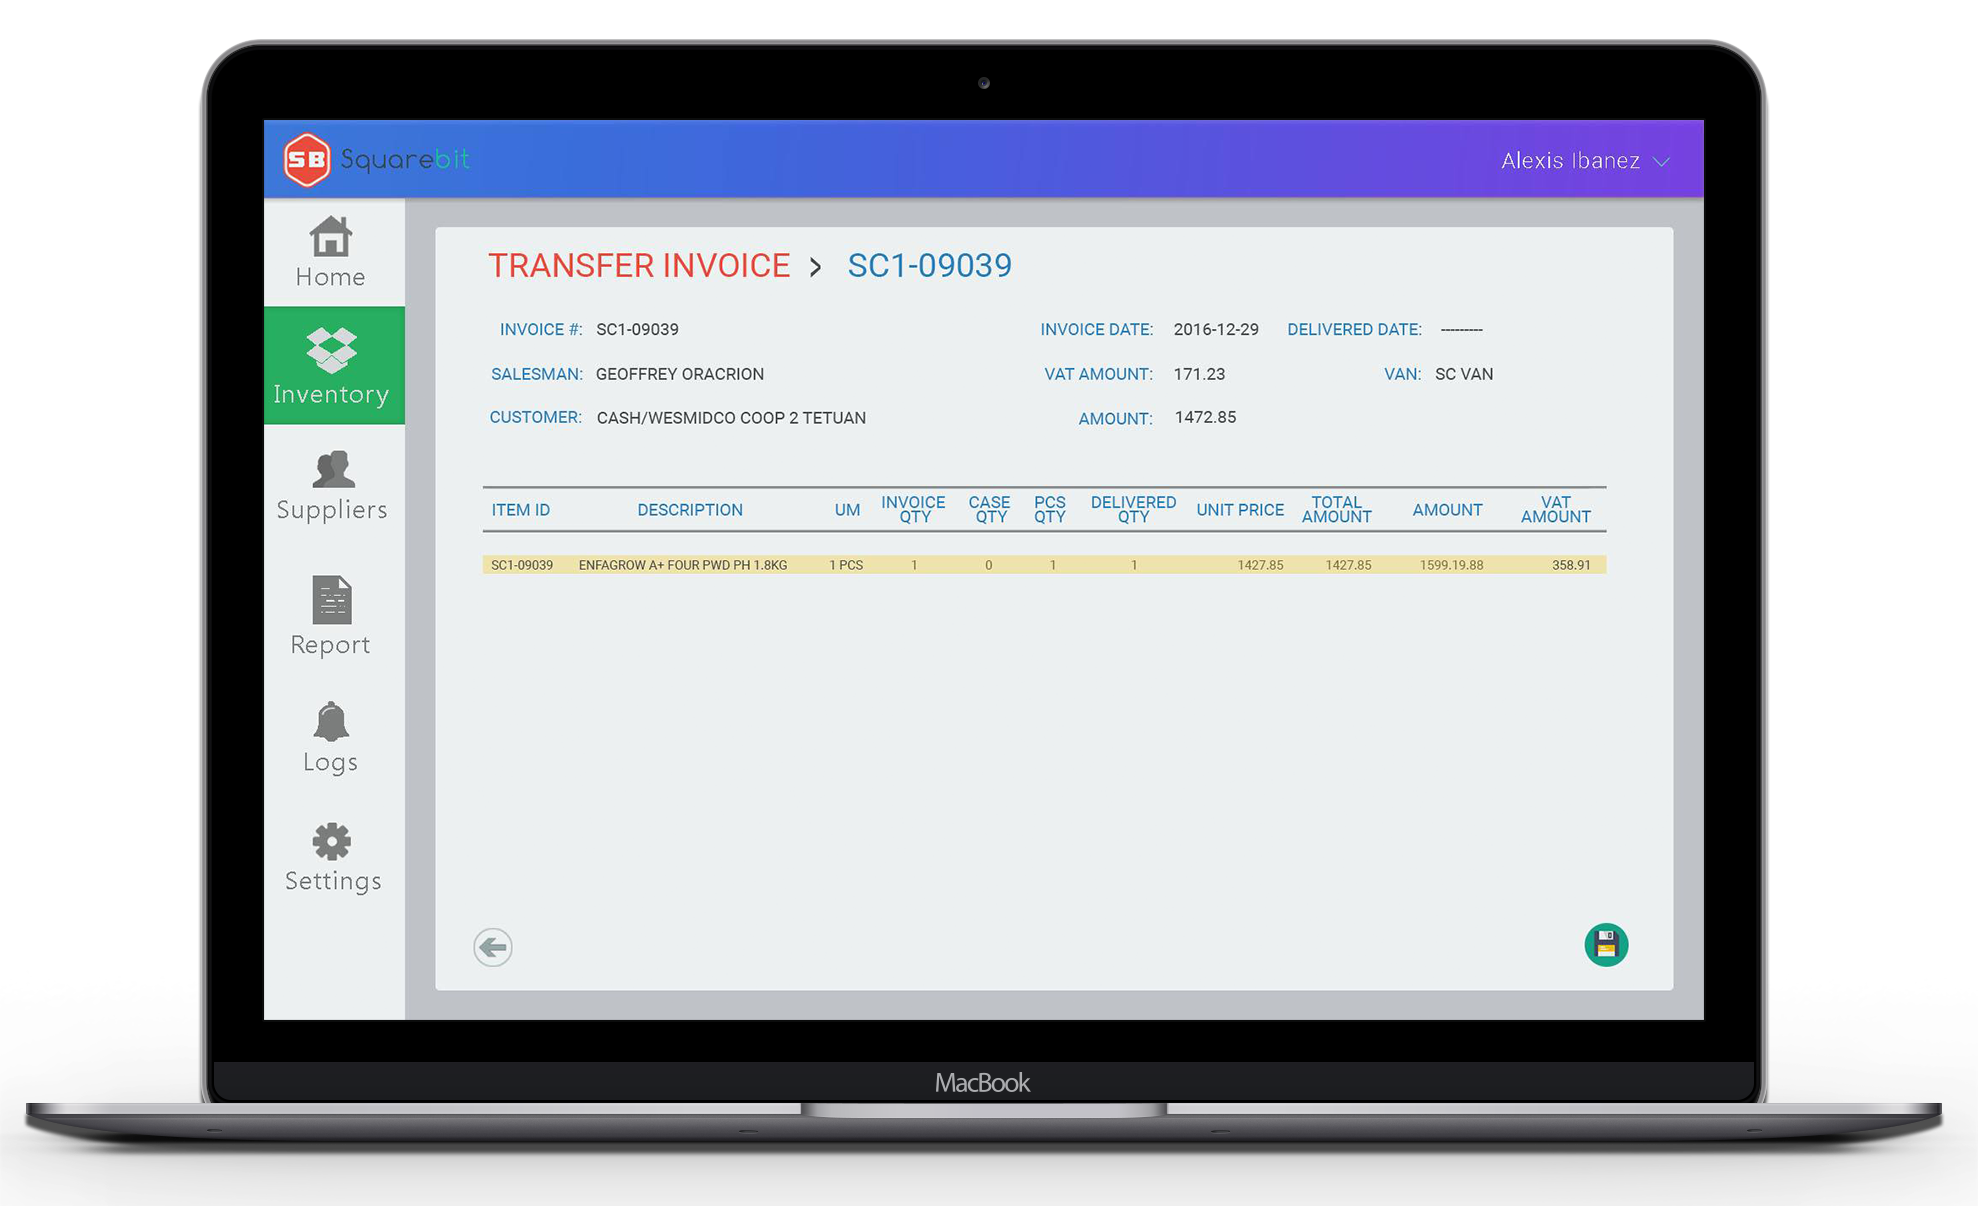 SB Squarebit
Alexis Ibanez
Home
Inventory
Suppliers
Report
Logs
Settings
TRANSFER INVOICE > SC1-09039
INVOICE #: SC1-09039 INVOICE DATE: 2016-12-29 DELIVERED DATE: ---------
SALESMAN: GEOFFREY ORACRION VAT AMOUNT: 171.23 VAN: SC VAN
CUSTOMER: CASH/WESMIDCO COOP 2 TETUAN AMOUNT: 1472.85
ITEM ID DESCRIPTION UM INVOICE QTY CASE QTY PCS QTY DELIVERED QTY UNIT PRICE TOTAL AMOUNT AMOUNT VAT AMOUNT
SC1-09039 ENFAGROW A+ FOUR PWD PH 1.8KG 1 PCS 1 0 1 1 1427.85 1427.85 1599.19.88 358.91
MacBook